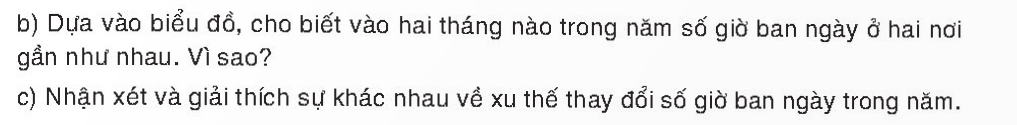 b) Dựa vào biểu đồ, cho biết vào hai tháng nào trong năm số giờ ban ngày ở hai nơi
gần như nhau. Vì sao?
c) Nhận xét và giải thích sự khác nhau về xu thế thay đổi số giờ ban ngày trong năm.